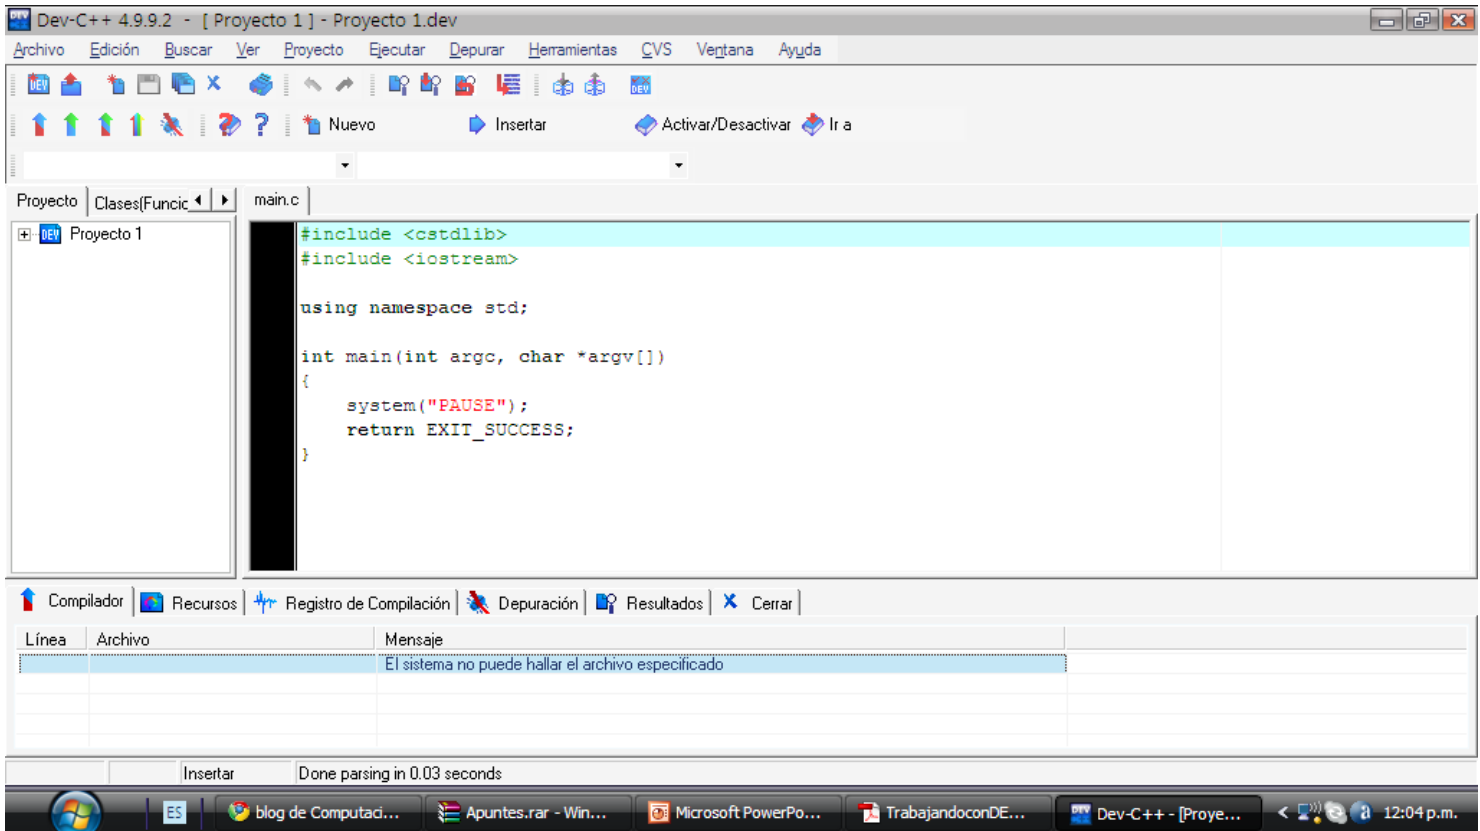 Dev-C++ 4.9.9.2 - [ Proyecto 1 ] - Proyecto 1.dev
Archivo Edición Buscar Ver Proyecto Ejecutar Depurar Herramientas CVS Ventana Ayuda
Nuevo Insertar Activar/Desactivar Ir a
Proyecto Clases(Funcic main.c
Proyecto 1
#include <cstdlib>
#include <iostream>
using namespace std;
int main(int argc, char *argv[])
{
system("PAUSE");
return EXIT_SUCCESS;
}
Compilador Recursos Registro de Compilación Depuración Resultados Cerrar
Línea Archivo Mensaje
El sistema no puede hallar el archivo especificado
Insertar Done parsing in 0.03 seconds
ES blog de Computaci... Apuntes.rar - Win... Microsoft PowerPo... TrabajandoconDE... Dev-C++ - [Proye... 12:04 p.m.